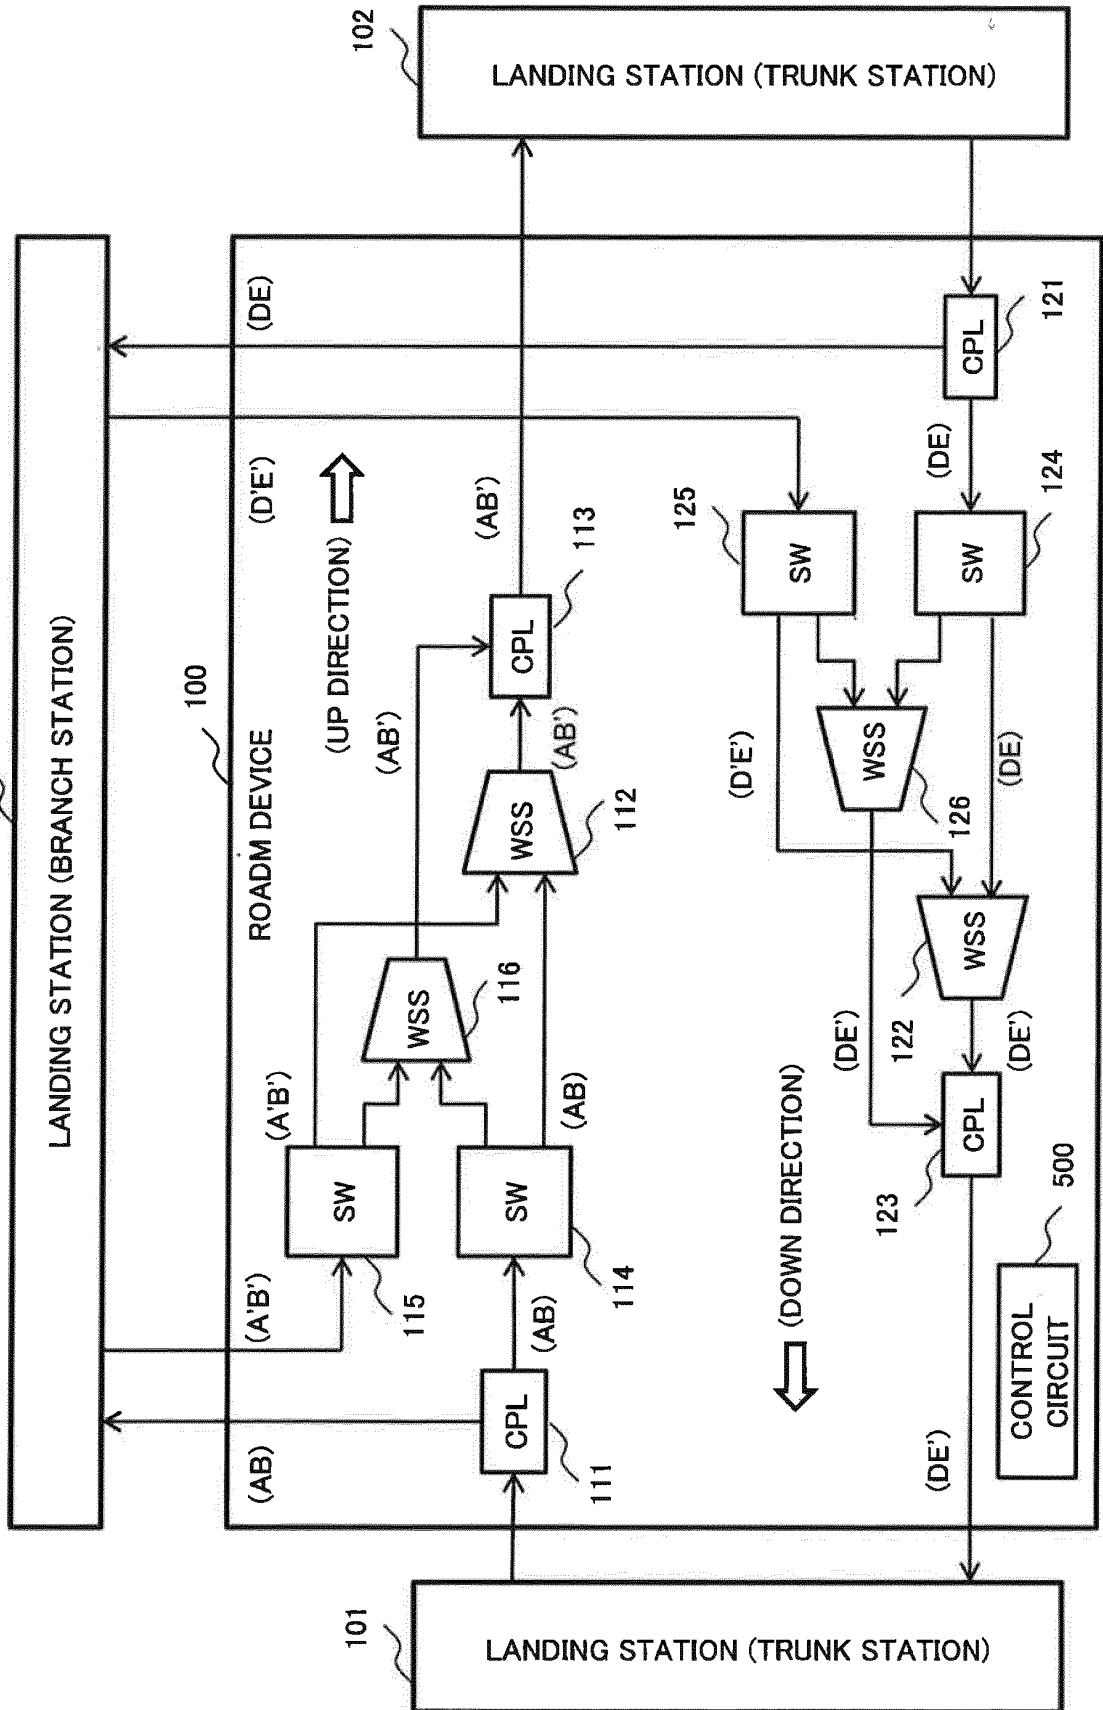 LANDING STATION (BRANCH STATION)
100
ROADM DEVICE
102
LANDING STATION (TRUNK STATION)
101
LANDING STATION (TRUNK STATION)
(AB)
(A'B')
(D'E')
(DE)
(UP DIRECTION)
CPL
111
(AB)
SW
115
SW
114
(A'B')
(AB)
WSS
116
WSS
112
(AB')
(AB')
CPL
113
(AB')
CPL
121
(DE)
SW
125
SW
124
(D'E')
(DE)
WSS
126
WSS
122
(DE')
(DE')
CPL
123
(DE')
(DOWN DIRECTION)
CONTROL
CIRCUIT
500